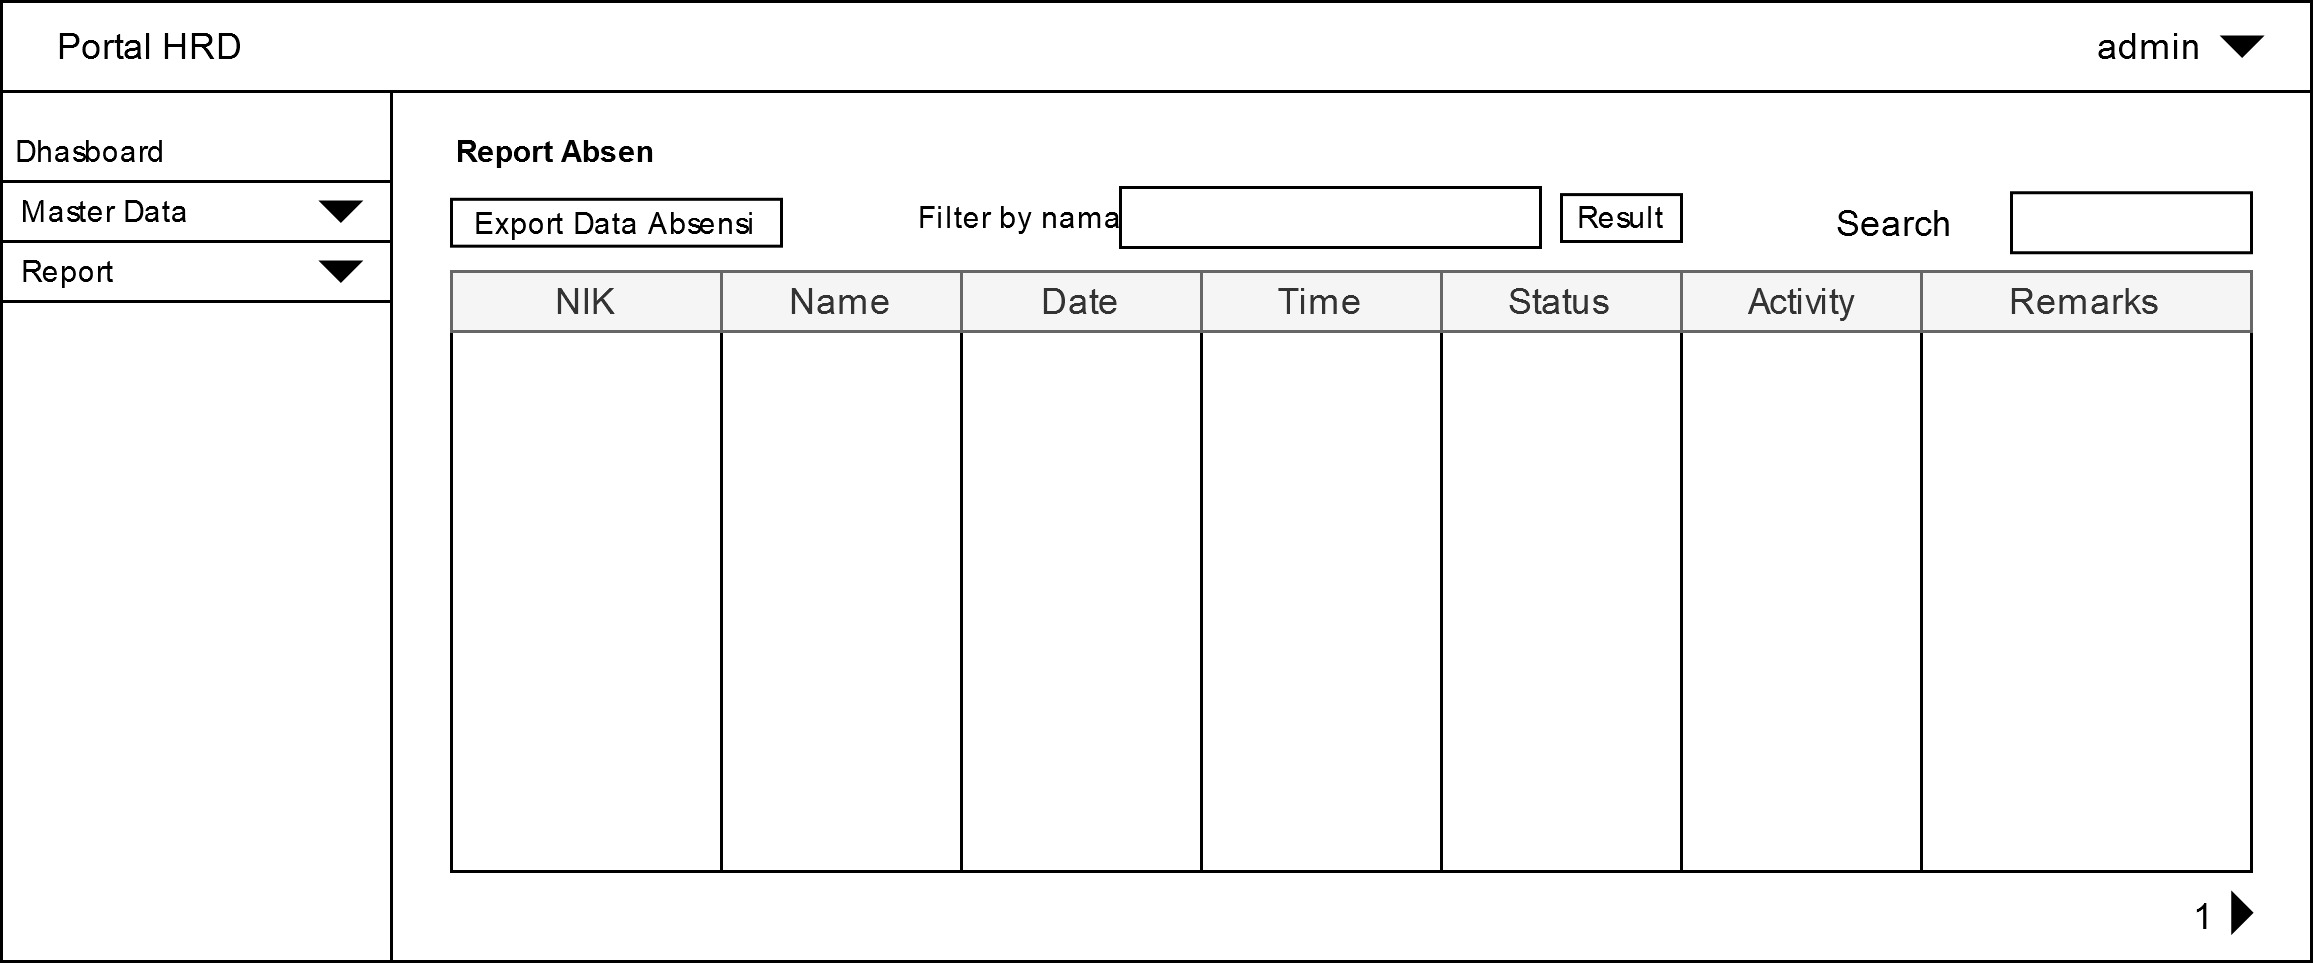 Portal HRD
admin
Dhasboard
Master Data
Report
Report Absen
Export Data Absensi
Filter by nama
Result
Search
NIK Name Date Time Status Activity Remarks
1